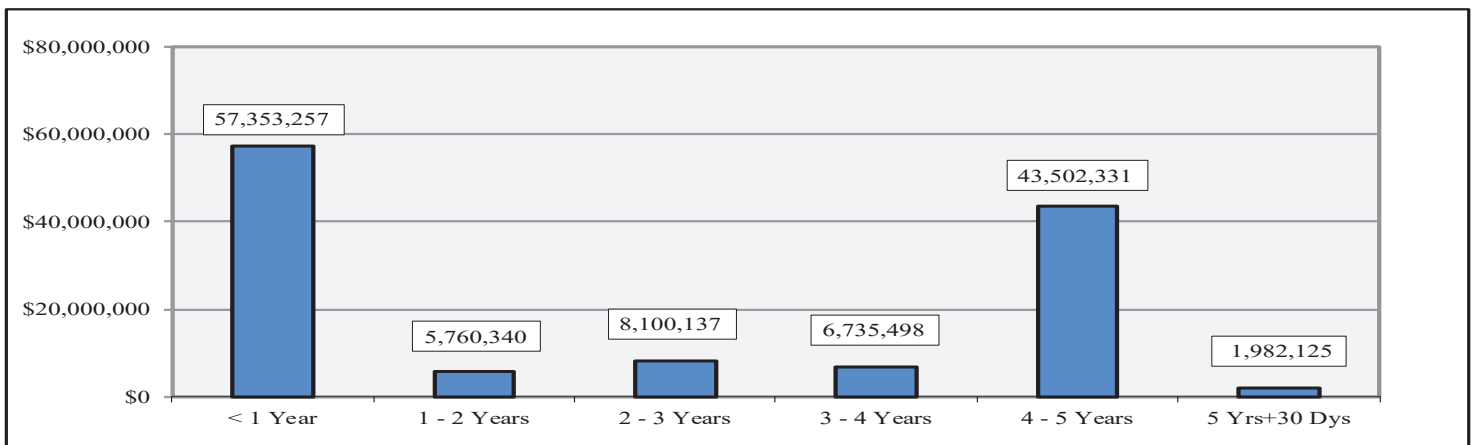 $80,000,000
57,353,257
$60,000,000
43,502,331
$40,000,000
$20,000,000
5,760,340
8,100,137
6,735,498
1,982,125
$0
< 1 Year
1 - 2 Years
2 - 3 Years
3 - 4 Years
4 - 5 Years
5 Yrs+30 Dys